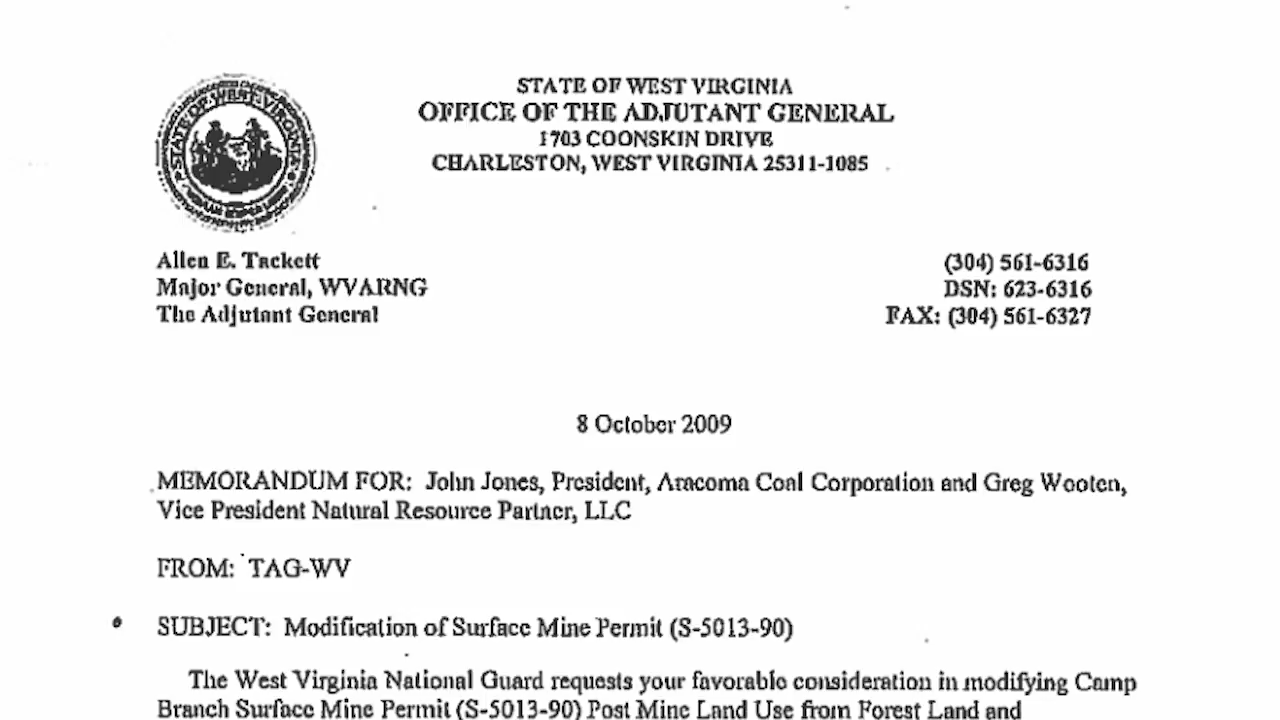 STATE OF WEST VIRGINIA
OFFICE OF THE ADJUTANT GENERAL
1703 COONSKIN DRIVE
CHARLESTON, WEST VIRGINIA 25311-1085
STATE OF WEST VIRGINIA
Allen E. Tackett
Major General, WVARNG
The Adjutant General
(304) 561-6316
DSN: 623-6316
FAX: (304) 561-6327
8 October 2009
MEMORANDUM FOR: John Jones, President, Aracoma Coal Corporation and Greg Wooten,
Vice President Natural Resource Partner, LLC
FROM: TAG-WV
SUBJECT: Modification of Surface Mine Permit (S-5013-90)
The West Virginia National Guard requests your favorable consideration in modifying Camp
Branch Surface Mine Permit (S-5013-90) Post Mine Land Use from Forest Land and